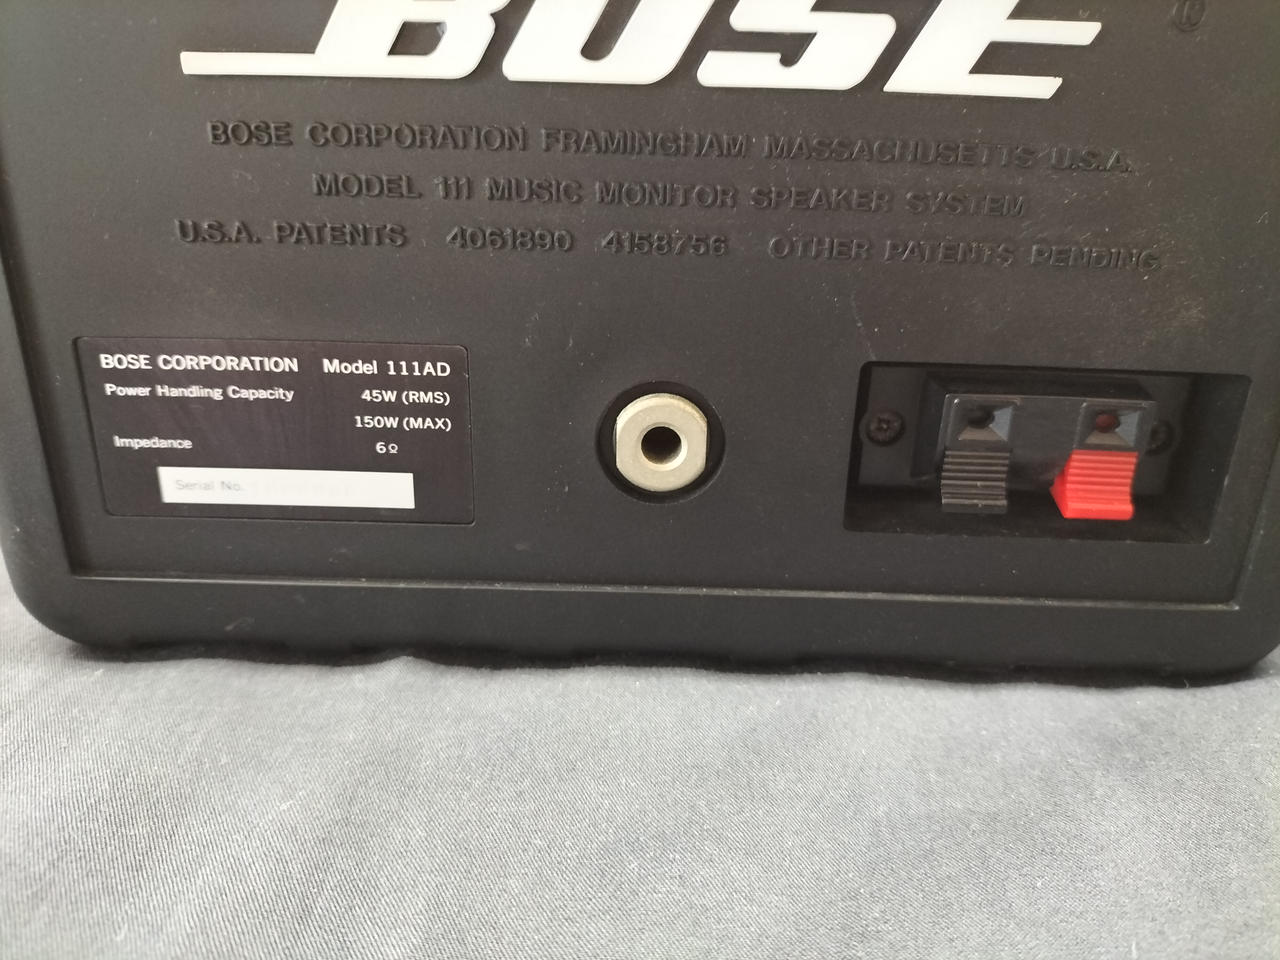 BOSE ®
BOSE CORPORATION FRAMINGHAM MASSACHUSETTS U.S.A.
MODEL 111 MUSIC MONITOR SPEAKER SYSTEM
U.S.A. PATENTS 4061890 4158756 OTHER PATENTS PENDING
BOSE CORPORATION Model 111AD
Power Handling Capacity 45W (RMS)
150W (MAX)
Impedance 6Ω
Serial No.